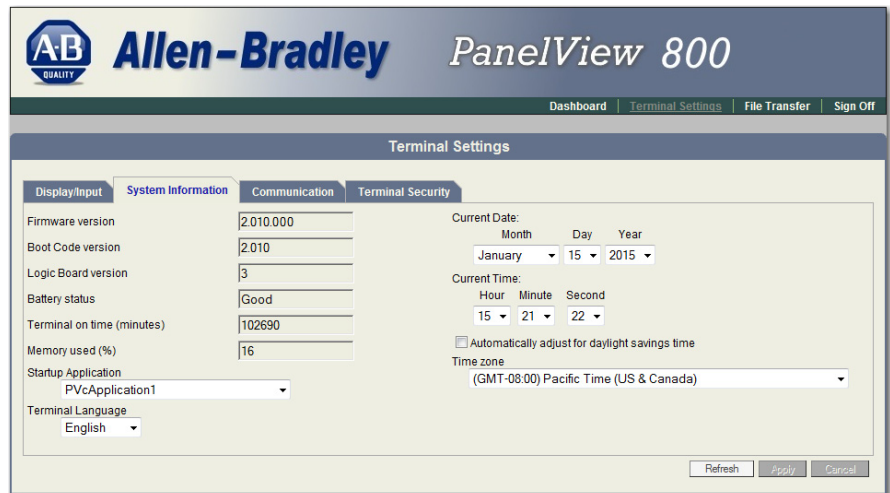 A-B
QUALITY
Allen-Bradley
PanelView 800
Dashboard | Terminal Settings | File Transfer | Sign Off
Terminal Settings
Display/Input System Information Communication Terminal Security
Firmware version 2.010.000
Boot Code version 2.010
Logic Board version 3
Battery status Good
Terminal on time (minutes) 102690
Memory used (%) 16
Startup Application
PVcApplication1
Terminal Language
English
Current Date:
Month Day Year
January 15 2015
Current Time:
Hour Minute Second
15 21 22
Automatically adjust for daylight savings time
Time zone
(GMT-08:00) Pacific Time (US & Canada)
Refresh Apply Cancel